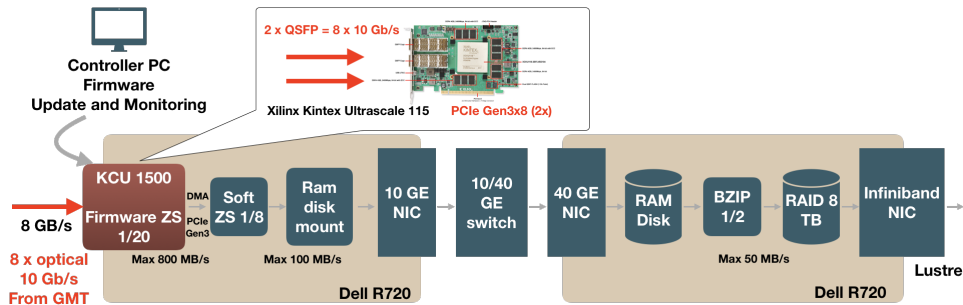 Controller PC
Firmware
Update and Monitoring
2 x QSFP = 8 x 10 Gb/s
Xilinx Kintex Ultrascale 115
PCIe Gen3x8 (2x)
8 GB/s
8 x optical
10 Gb/s
From GMT
KCU 1500
Firmware ZS
1/20
DMA
PCIe
Gen3
Max 800 MB/s
Soft
ZS 1/8
Ram
disk
mount
Max 100 MB/s
Dell R720
10 GE
NIC
10/40
GE
switch
40 GE
NIC
RAM
Disk
BZIP
1/2
RAID 8
TB
Max 50 MB/s
Infiniband
NIC
Dell R720
Lustre